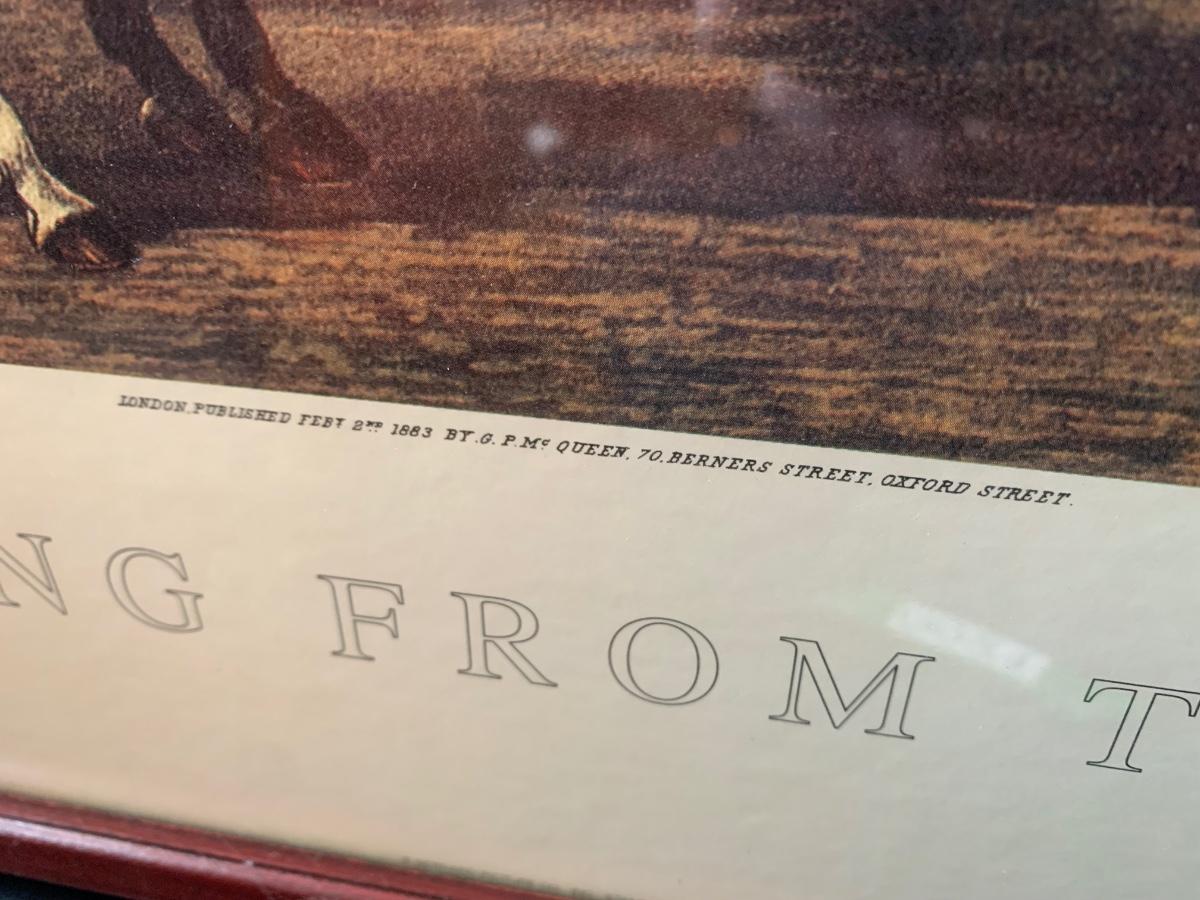 LONDON. PUBLISHED FEBY 2ND 1883 BY. G. P. Mc QUEEN, 70. BERNERS STREET, OXFORD STREET.
NG FROM T